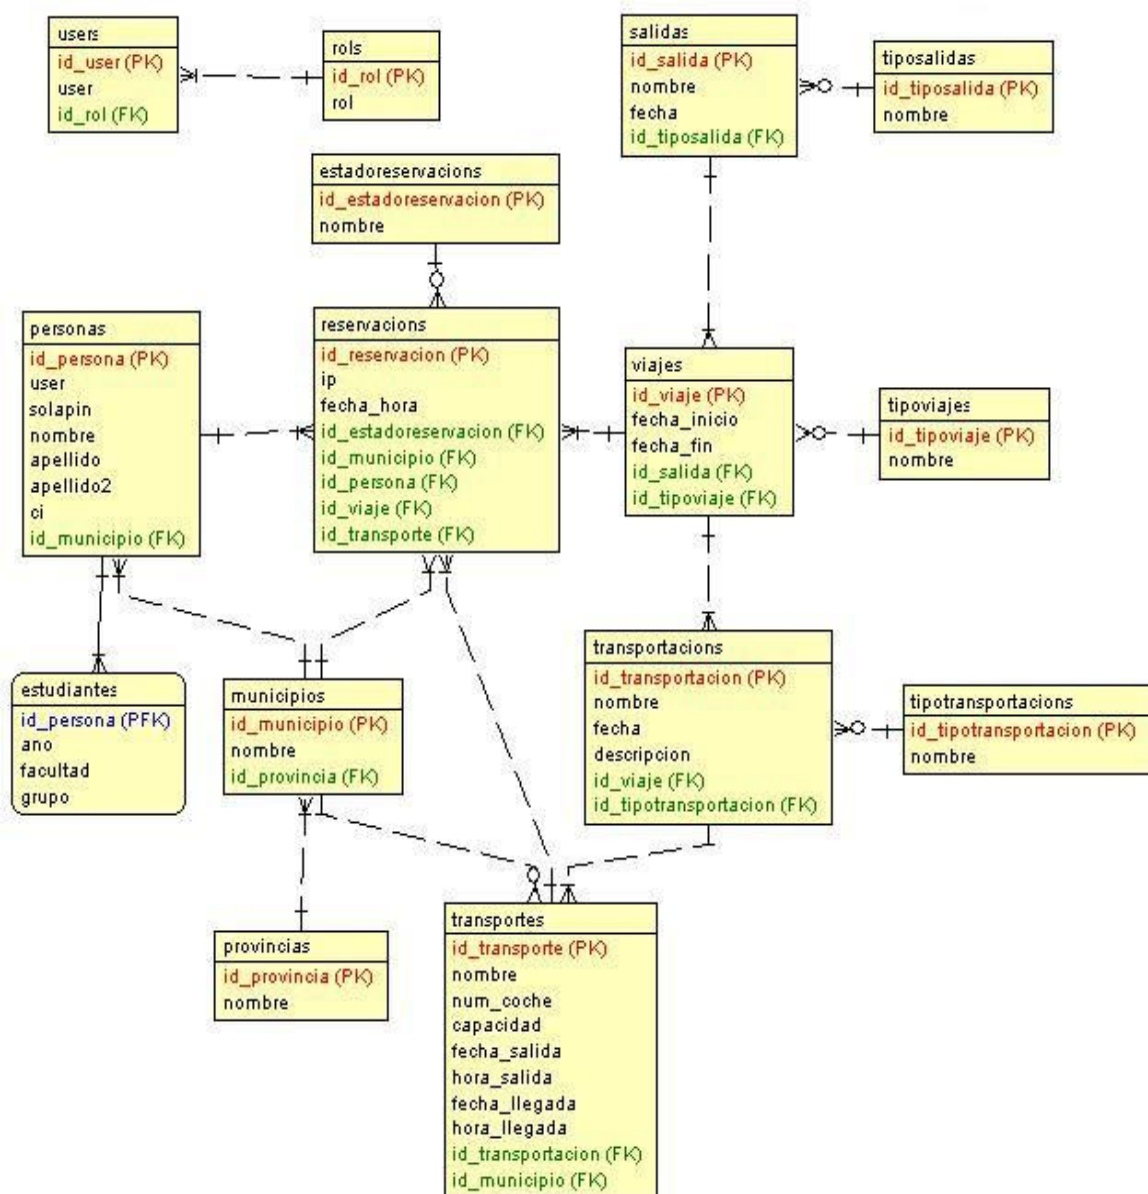 users
id_user (PK)
user
id_rol (FK)
rols
id_rol (PK)
rol
salidas
id_salida (PK)
nombre
fecha
id_tiposalida (FK)
tiposalidas
id_tiposalida (PK)
nombre
estadoreservacions
id_estadoreservacion (PK)
nombre
personas
id_persona (PK)
user
solapin
nombre
apellido
apellido2
ci
id_municipio (FK)
reservacions
id_reservacion (PK)
ip
fecha_hora
id_estadoreservacion (FK)
id_municipio (FK)
id_persona (FK)
id_viaje (FK)
id_transporte (FK)
viajes
id_viaje (PK)
fecha_inicio
fecha_fin
id_salida (FK)
id_tipoviaje (FK)
tipoviajes
id_tipoviaje (PK)
nombre
estudiantes
id_persona (PFK)
ano
facultad
grupo
municipios
id_municipio (PK)
nombre
id_provincia (FK)
transportacions
id_transportacion (PK)
nombre
fecha
descripcion
id_viaje (FK)
id_tipotransportacion (FK)
tipotransportacions
id_tipotransportacion (PK)
nombre
provincias
id_provincia (PK)
nombre
transportes
id_transporte (PK)
nombre
num_coche
capacidad
fecha_salida
hora_salida
fecha_llegada
hora_llegada
id_transportacion (FK)
id_municipio (FK)